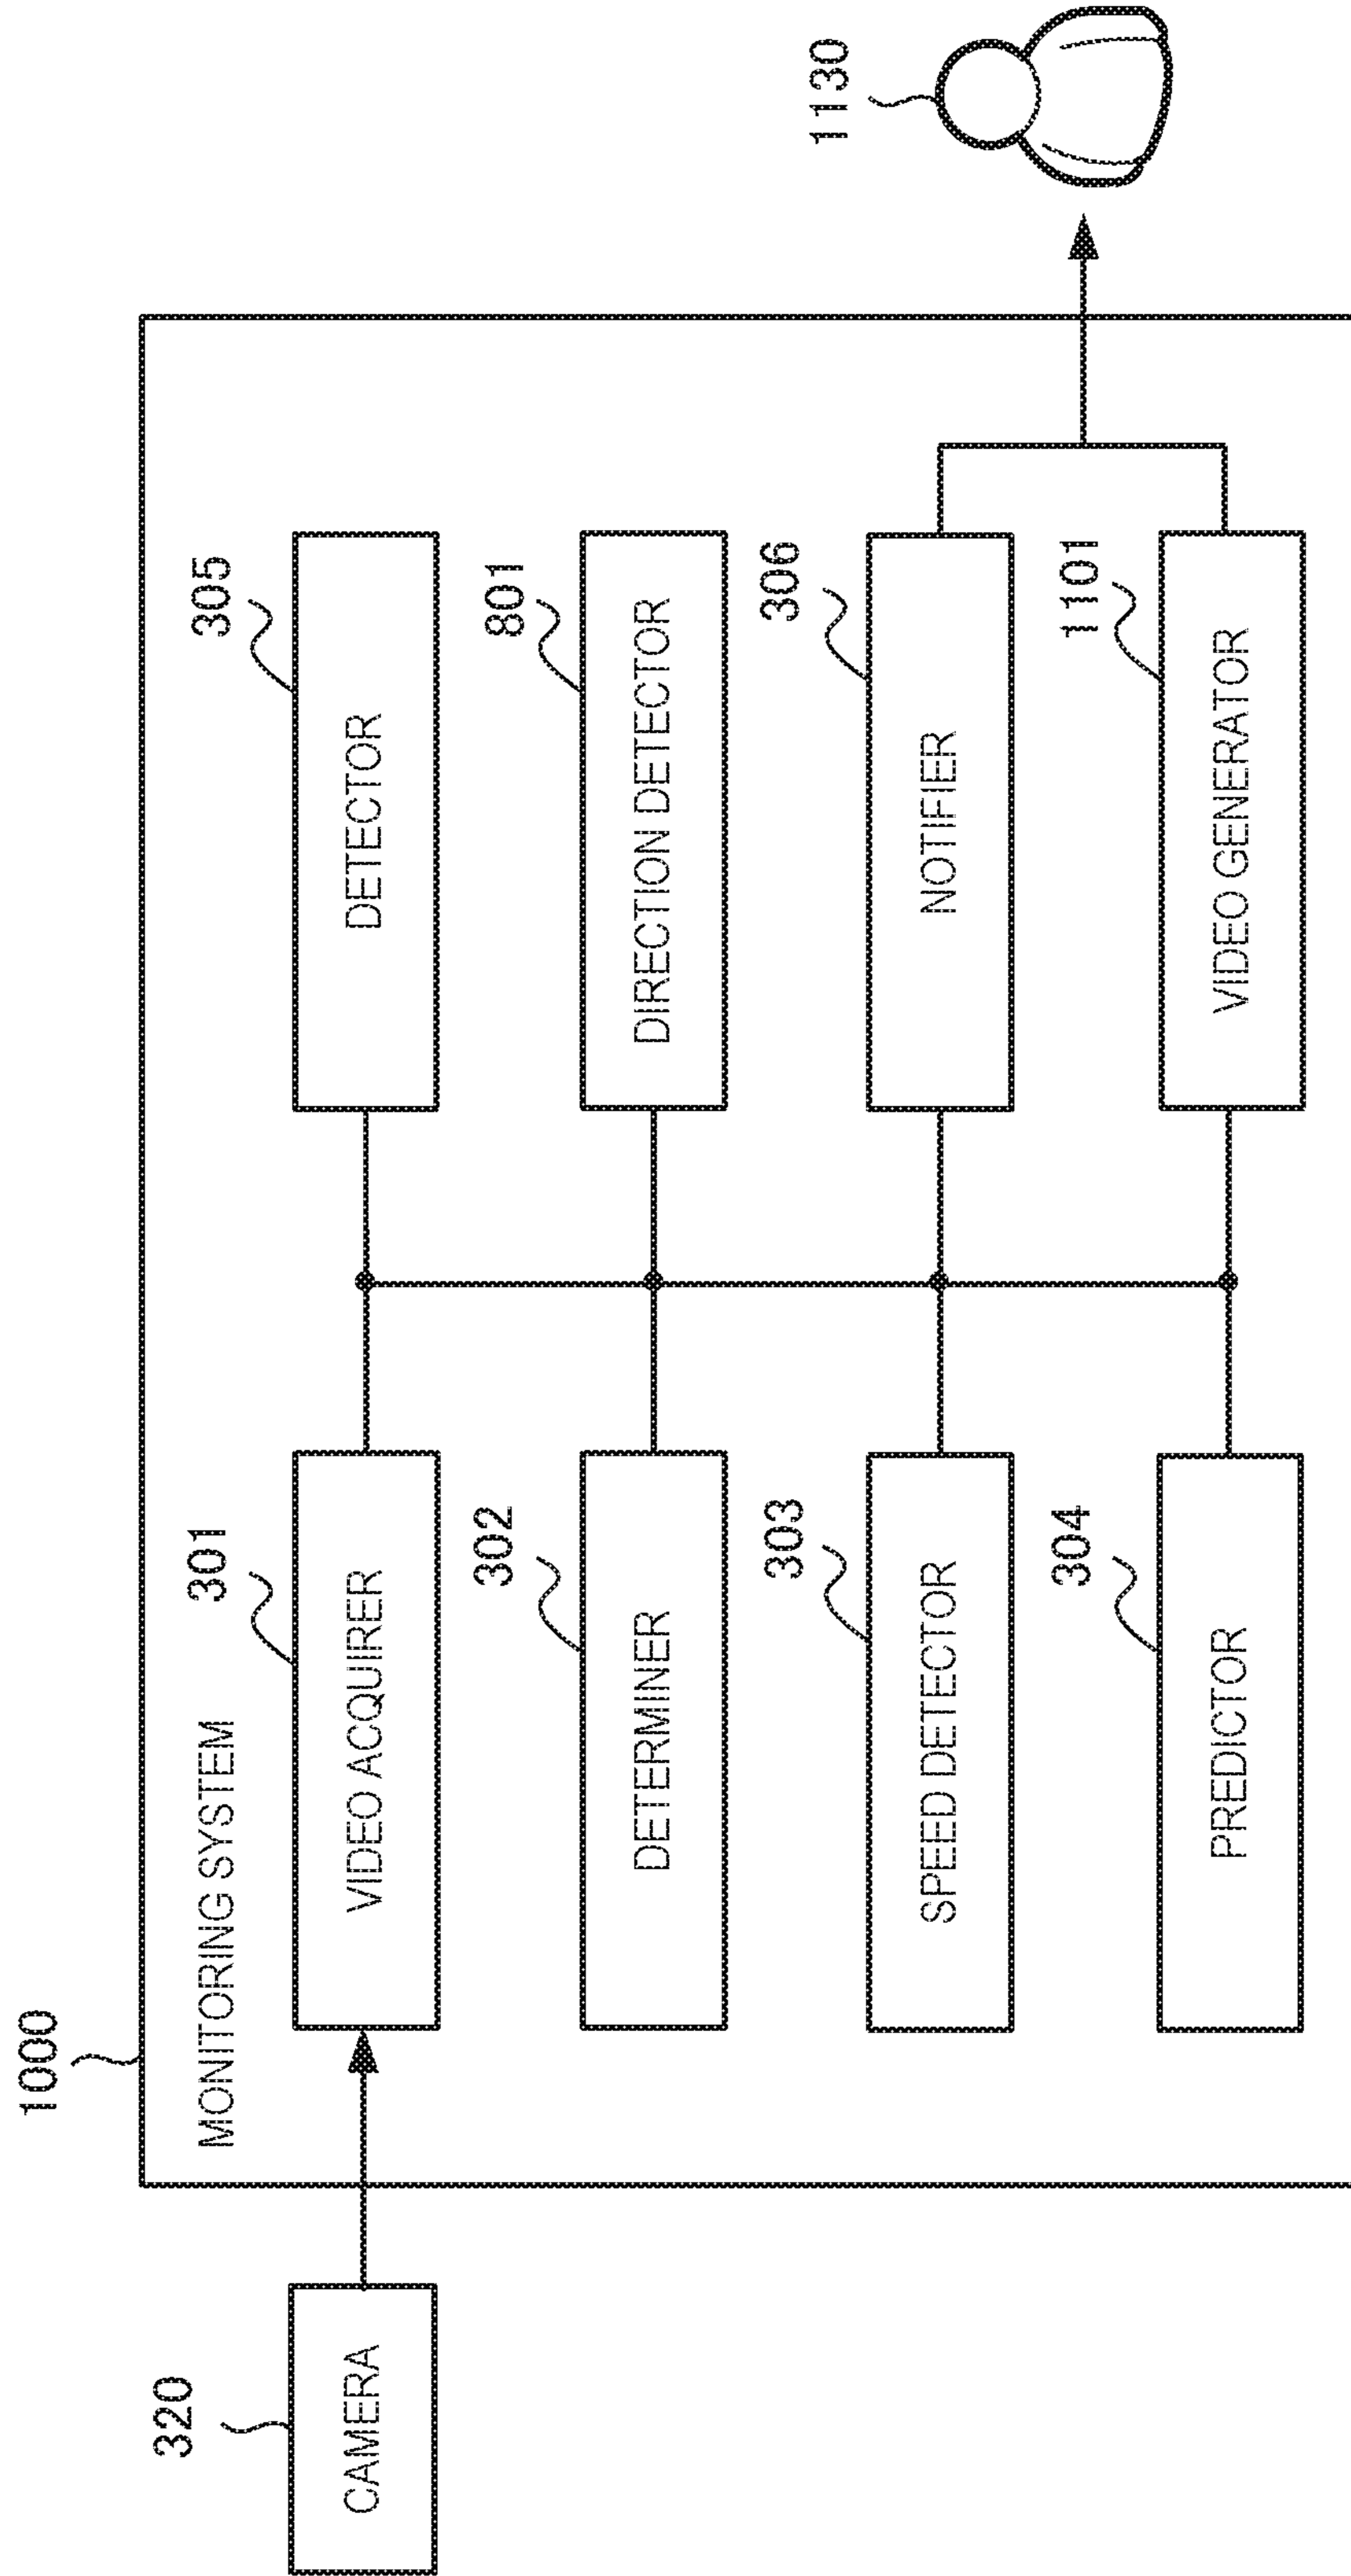 1000
MONITORING SYSTEM
320
CAMERA
301
VIDEO ACQUIRER
305
DETECTOR
302
DETERMINER
801
DIRECTION DETECTOR
303
SPEED DETECTOR
306
NOTIFIER
1130
304
PREDICTOR
1101
VIDEO GENERATOR